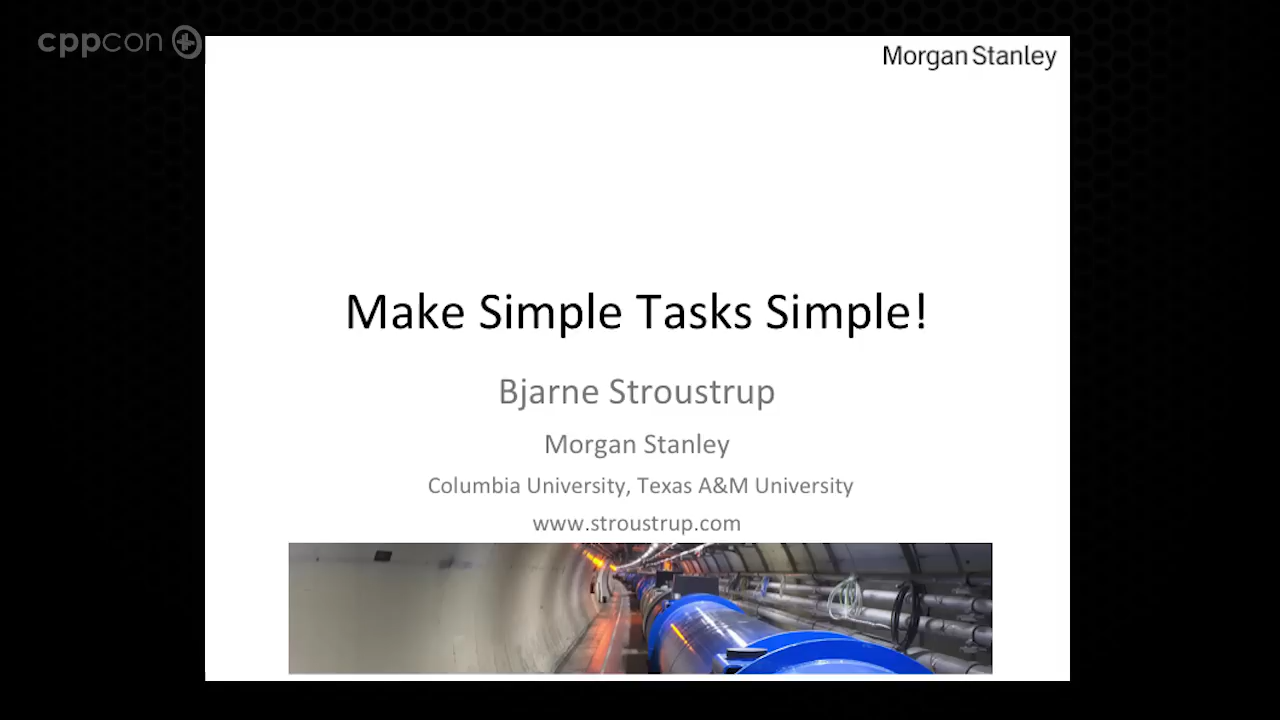 cppcon
Morgan Stanley
Make Simple Tasks Simple!
Bjarne Stroustrup
Morgan Stanley
Columbia University, Texas A&M University
www.stroustrup.com